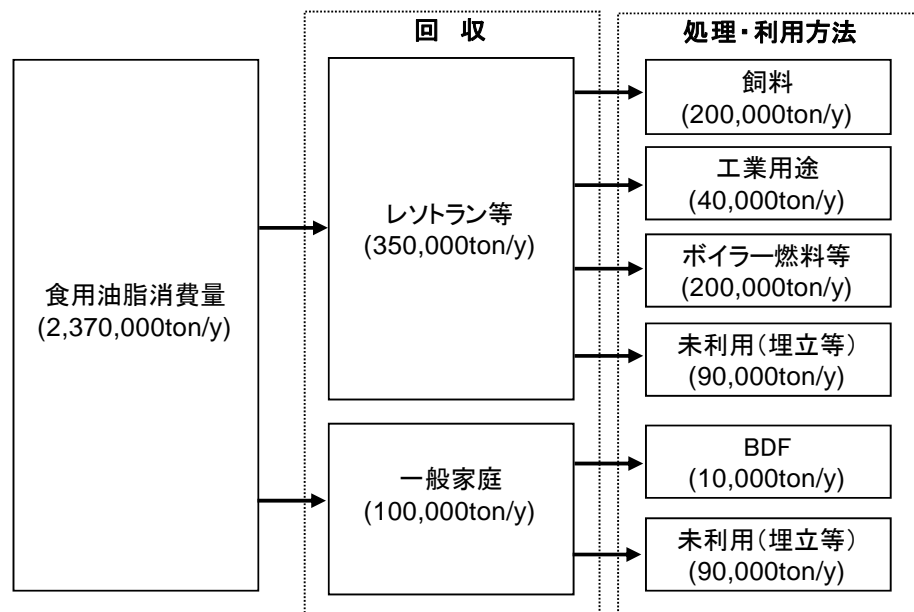 回 収
処理・利用方法
食用油脂消費量
(2,370,000ton/y)
レソトラン等
(350,000ton/y)
一般家庭
(100,000ton/y)
飼料
(200,000ton/y)
工業用途
(40,000ton/y)
ボイラー燃料等
(200,000ton/y)
未利用(埋立等)
(90,000ton/y)
BDF
(10,000ton/y)
未利用(埋立等)
(90,000ton/y)